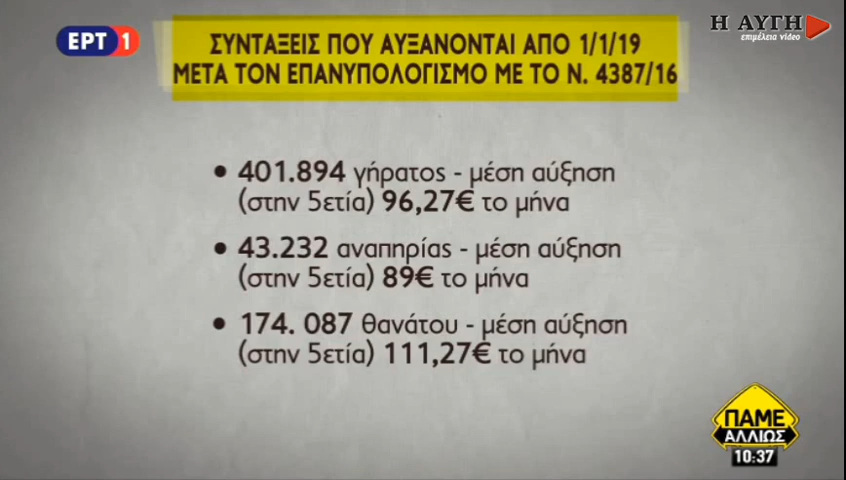 ΕΡΤ 1
Η ΑΥΓΗ
επιμέλεια video
ΣΥΝΤΑΞΕΙΣ ΠΟΥ ΑΥΞΑΝΟΝΤΑΙ ΑΠΟ 1/1/19
ΜΕΤΑ ΤΟΝ ΕΠΑΝΥΠΟΛΟΓΙΣΜΟ ΜΕ ΤΟ Ν. 4387/16
• 401.894 γήρατος - μέση αύξηση
(στην 5ετία) 96,27€ το μήνα
• 43.232 αναπηρίας - μέση αύξηση
(στην 5ετία) 89€ το μήνα
• 174. 087 θανάτου - μέση αύξηση
(στην 5ετία) 111,27€ το μήνα
ΠΑΜΕ
ΑΛΛΙΩΣ
10:37